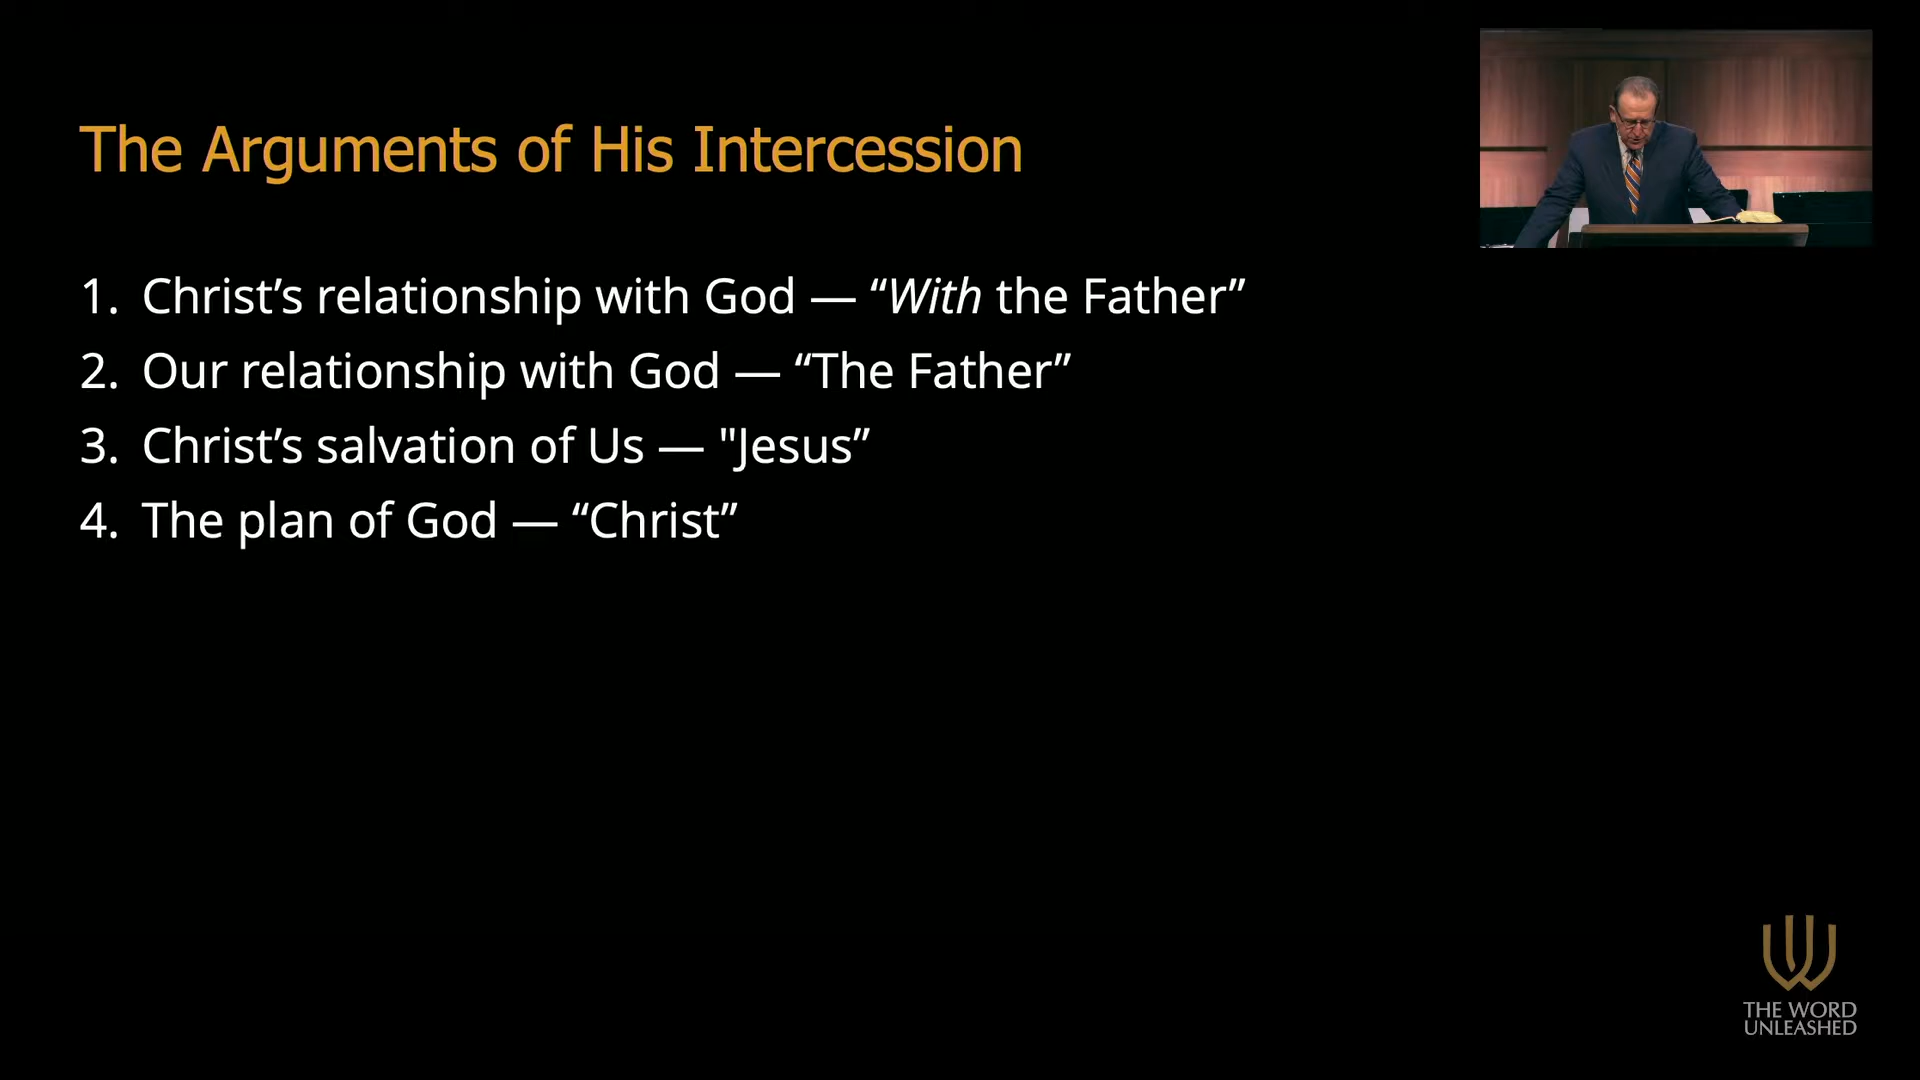 The Arguments of His Intercession
1. Christ’s relationship with God — “With the Father”
2. Our relationship with God — “The Father”
3. Christ’s salvation of Us — "Jesus”
4. The plan of God — “Christ”
THE WORD
UNLEASHED